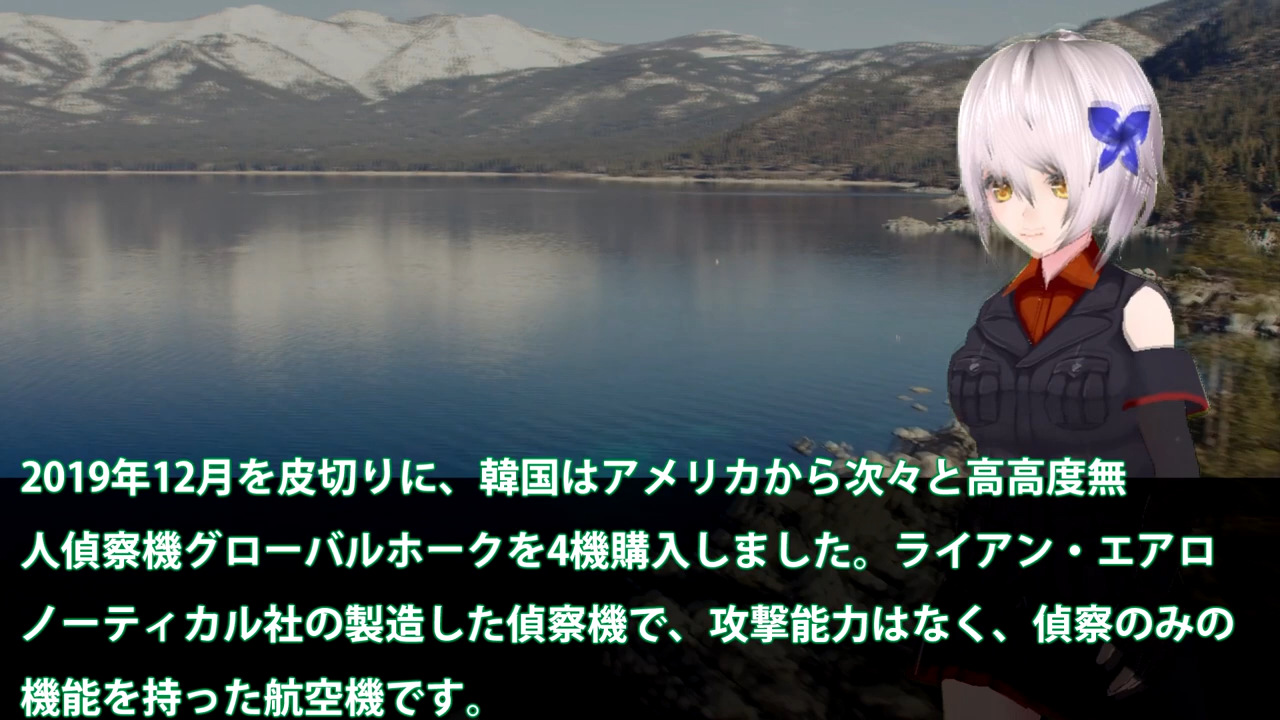 2019年12月を皮切りに、韓国はアメリカから次々と高高度無
人偵察機グローバルホークを4機購入しました。ライアン・エアロ
ノーティカル社の製造した偵察機で、攻撃能力はなく、偵察のみの
機能を持った航空機です。